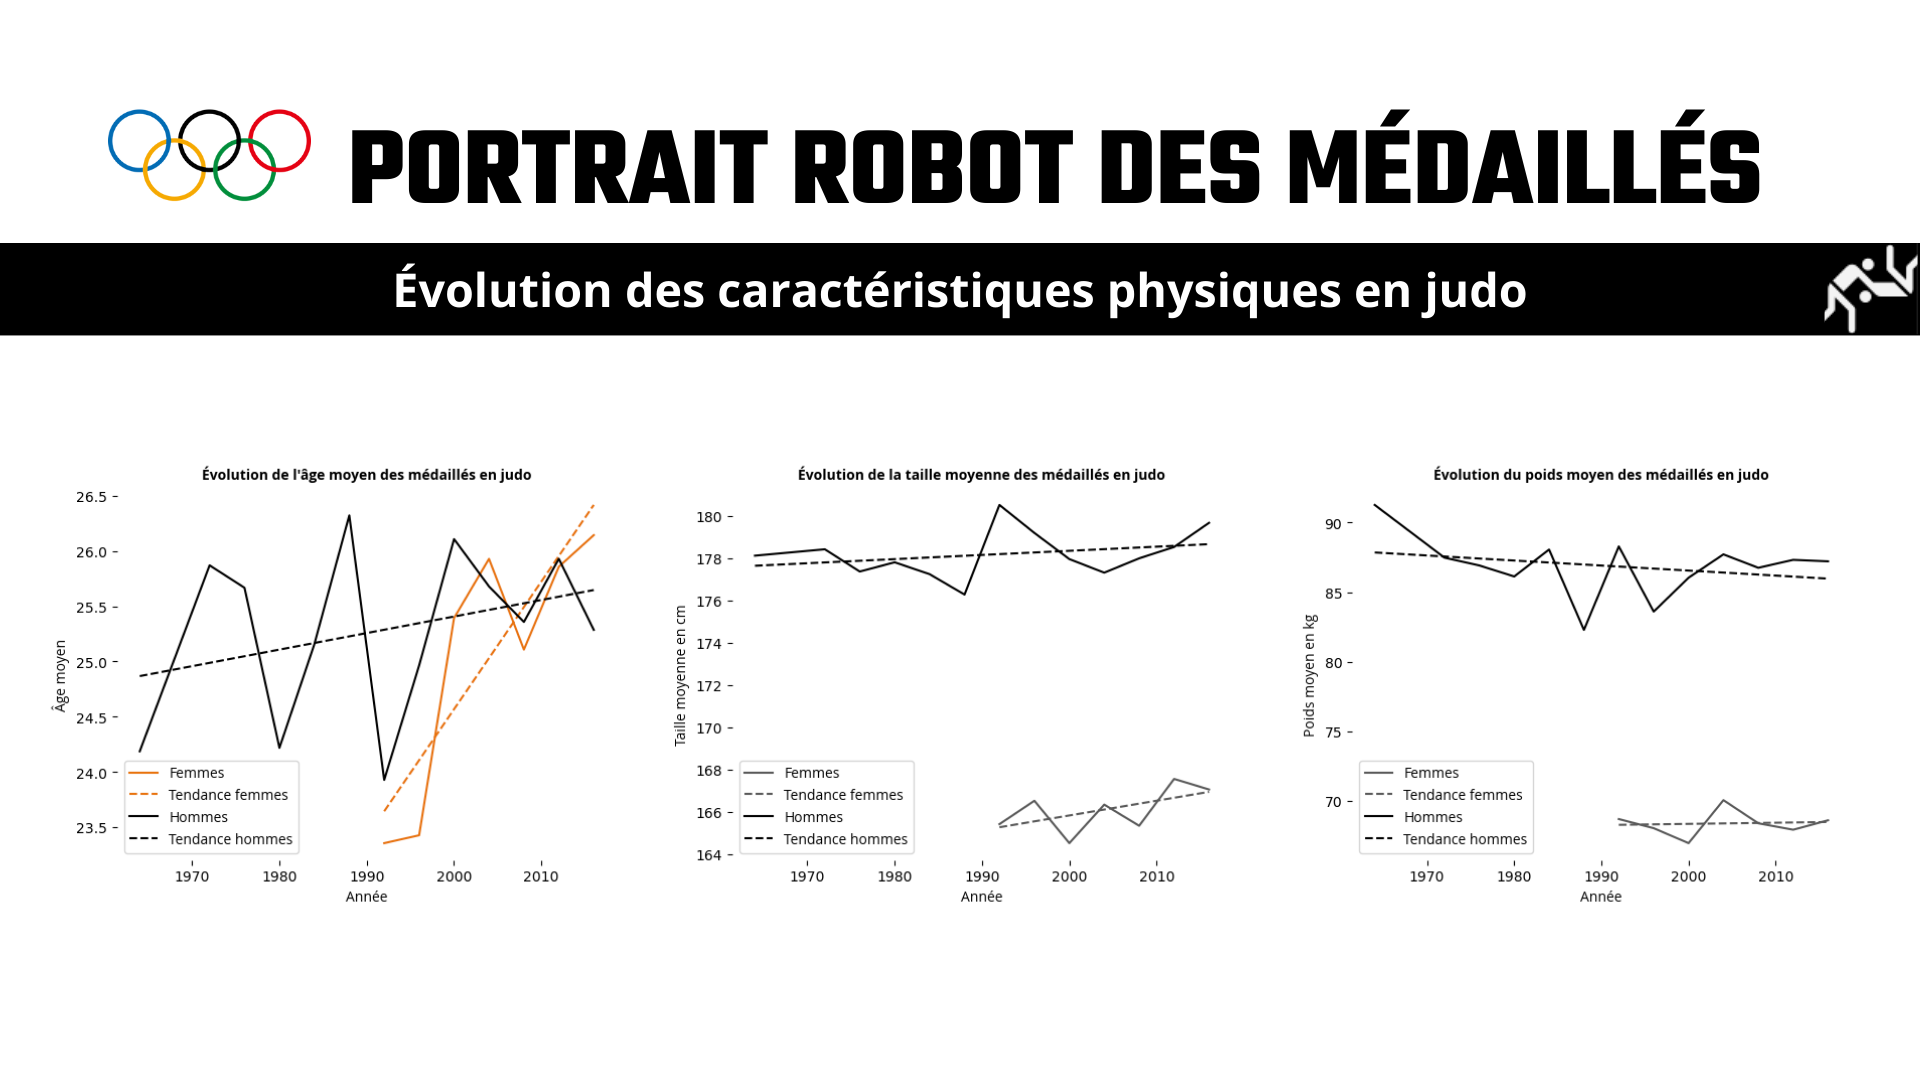 PORTRAIT ROBOT DES MÉDAILLÉS
Évolution des caractéristiques physiques en judo
Évolution de l'âge moyen des médaillés en judo
26.5
26.0
25.5
25.0
24.5
24.0
23.5
Âge moyen
Femmes
Tendance femmes
Hommes
Tendance hommes
1970 1980 1990 2000 2010
Année
Évolution de la taille moyenne des médaillés en judo
180
178
176
174
172
170
168
166
164
Taille moyenne en cm
Femmes
Tendance femmes
Hommes
Tendance hommes
1970 1980 1990 2000 2010
Année
Évolution du poids moyen des médaillés en judo
90
85
80
75
70
Poids moyen en kg
Femmes
Tendance femmes
Hommes
Tendance hommes
1970 1980 1990 2000 2010
Année